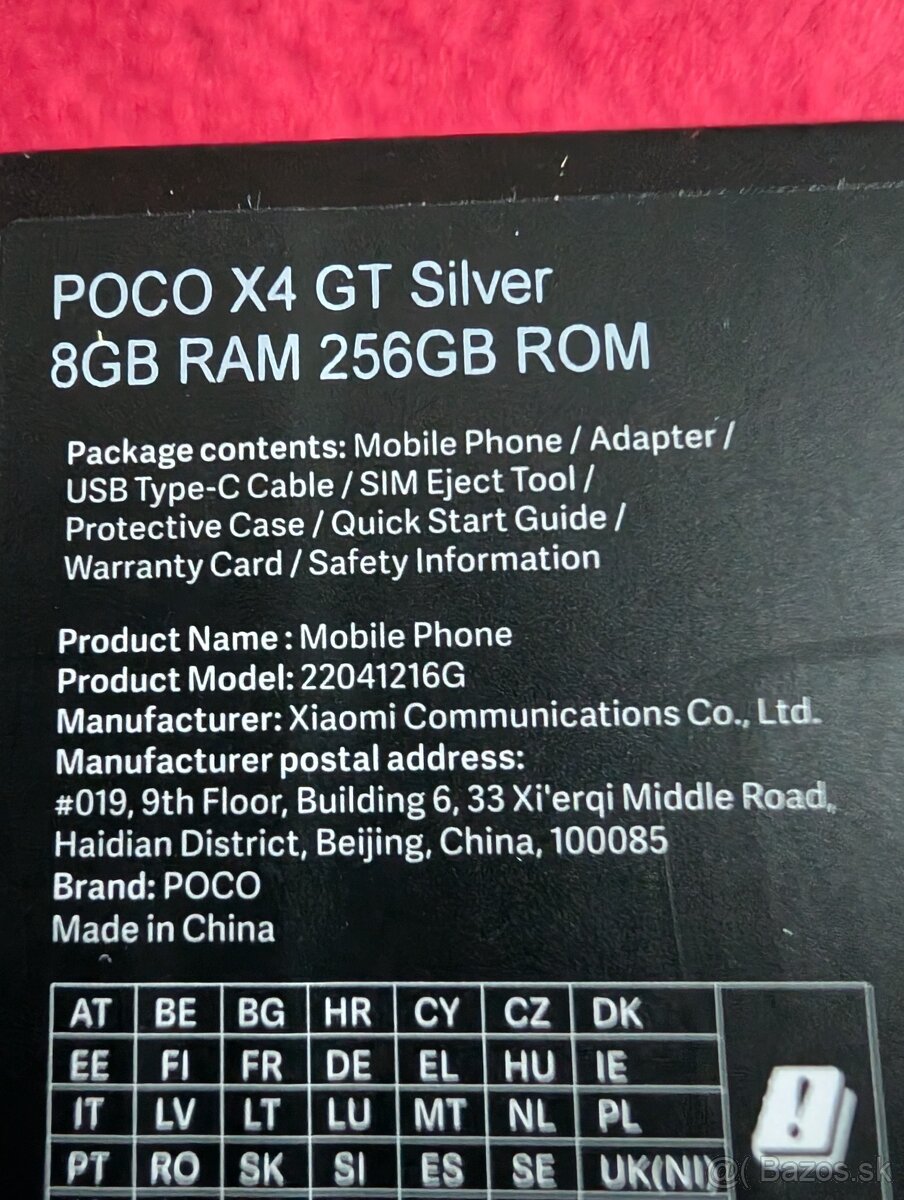 POCO X4 GT Silver
8GB RAM 256GB ROM
Package contents: Mobile Phone / Adapter /
USB Type-C Cable / SIM Eject Tool /
Protective Case / Quick Start Guide /
Warranty Card / Safety Information
Product Name : Mobile Phone
Product Model: 22041216G
Manufacturer: Xiaomi Communications Co., Ltd.
Manufacturer postal address:
#019, 9th Floor, Building 6, 33 Xi'erqi Middle Road,
Haidian District, Beijing, China, 100085
Brand: POCO
Made in China
AT BE BG HR CY CZ DK
EE FI FR DE EL HU IE
IT LV LT LU MT NL PL
PT RO SK SI ES SE UK(NI)
Bazos.sk